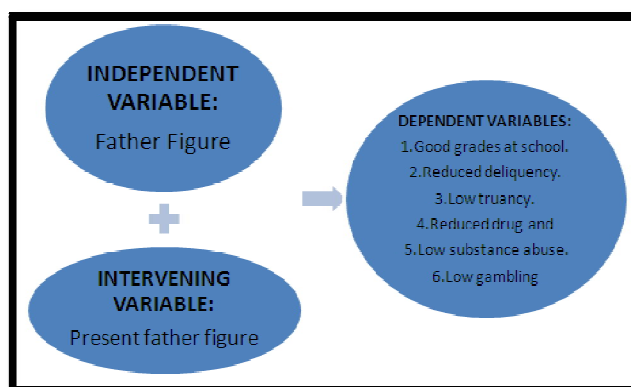 INDEPENDENT
VARIABLE:
Father Figure
INTERVENING
VARIABLE:
Present father figure
DEPENDENT VARIABLES:
1.Good grades at school.
2.Reduced deliquency.
3.Low truancy.
4.Reduced drug and
5.Low substance abuse.
6.Low gambling